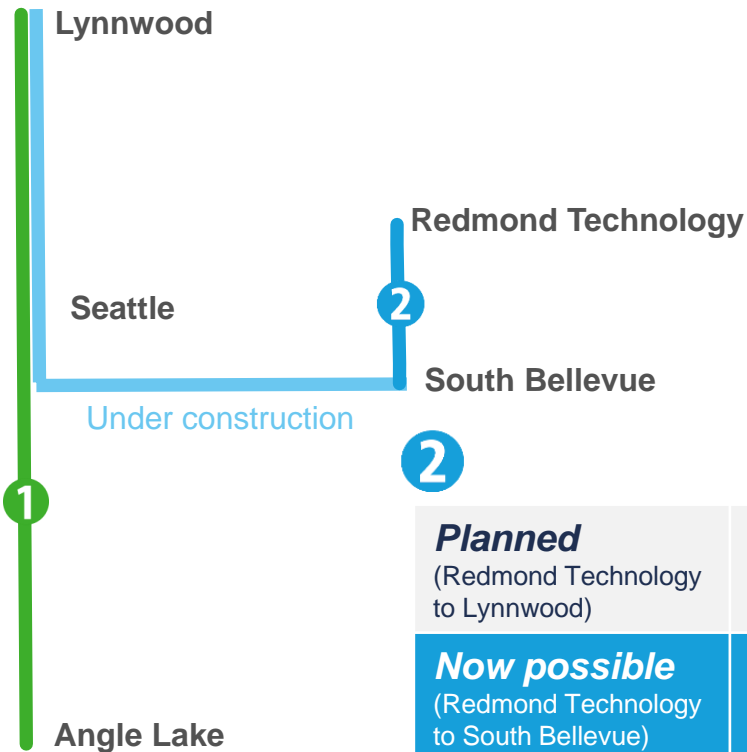 Lynnwood
Redmond Technology
Seattle
2
South Bellevue
Under construction
2
1
Planned
(Redmond Technology
to Lynnwood)
Now possible
(Redmond Technology
to South Bellevue)
Angle Lake